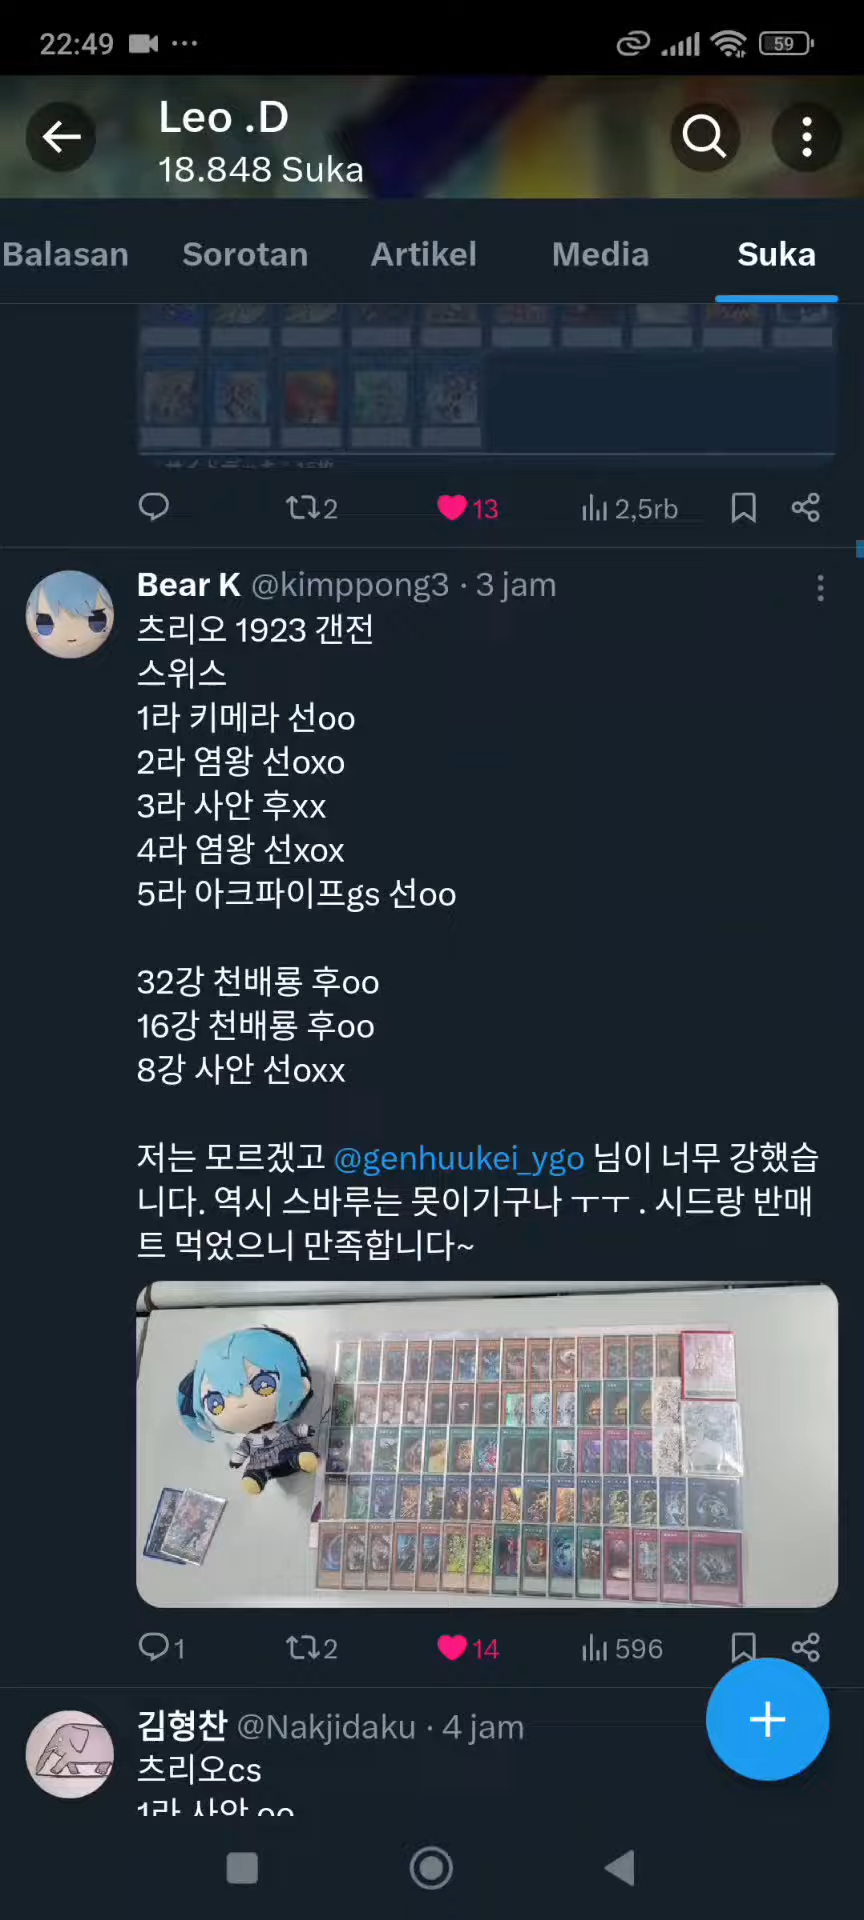 22:49
59
Leo .D
18.848 Suka
Balasan Sorotan Artikel Media Suka
2 13 2,5rb
Bear K @kimppong3 · 3 jam
츠리오 1923 갠전
스위스
1라 키메라 선oo
2라 염왕 선oxo
3라 사안 후xx
4라 염왕 선xox
5라 아크파이프gs 선oo
32강 천배룡 후oo
16강 천배룡 후oo
8강 사안 선oxx
저는 모르겠고 @genhuukei_ygo 님이 너무 강했습
니다. 역시 스바루는 못이기구나 ㅜㅜ . 시드랑 반매
트 먹었으니 만족합니다~
1 2 14 596
김형찬 @Nakjidaku · 4 jam
츠리오cs
1라 사안 oo